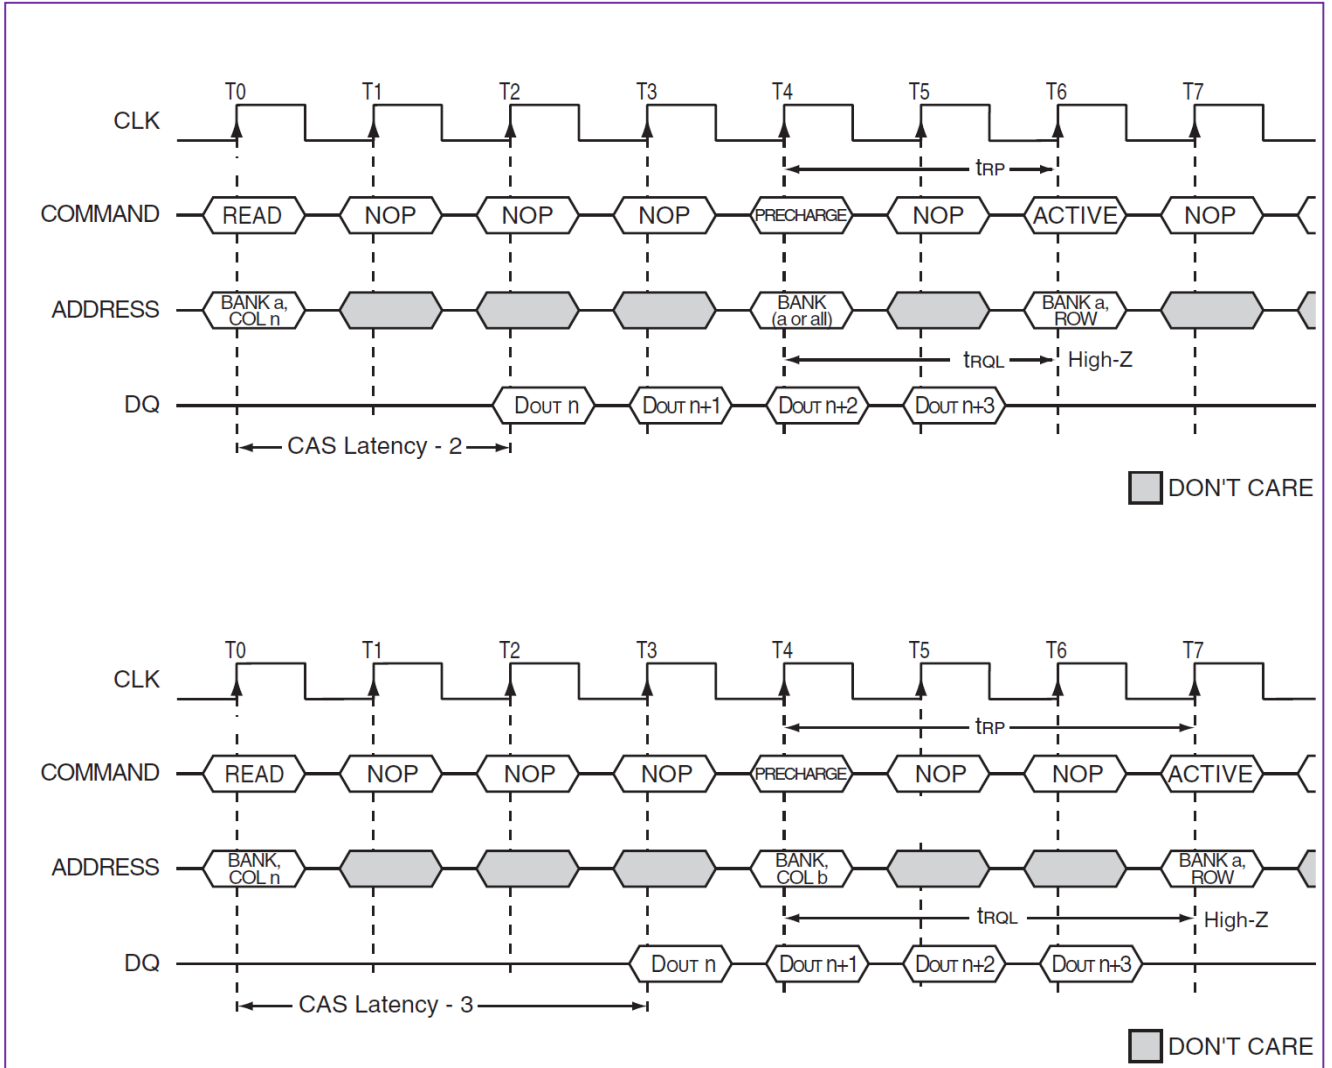 T0 T1 T2 T3 T4 T5 T6 T7
CLK
tRP
COMMAND READ NOP NOP NOP PRECHARGE NOP ACTIVE NOP
ADDRESS BANK a, COL n BANK (a or all) BANK a, ROW
tRQL High-Z
DQ DOUT n DOUT n+1 DOUT n+2 DOUT n+3
CAS Latency - 2
DON'T CARE
T0 T1 T2 T3 T4 T5 T6 T7
CLK
tRP
COMMAND READ NOP NOP NOP PRECHARGE NOP NOP ACTIVE
ADDRESS BANK, COL n BANK, COL b BANK a, ROW
tRQL High-Z
DQ DOUT n DOUT n+1 DOUT n+2 DOUT n+3
CAS Latency - 3
DON'T CARE